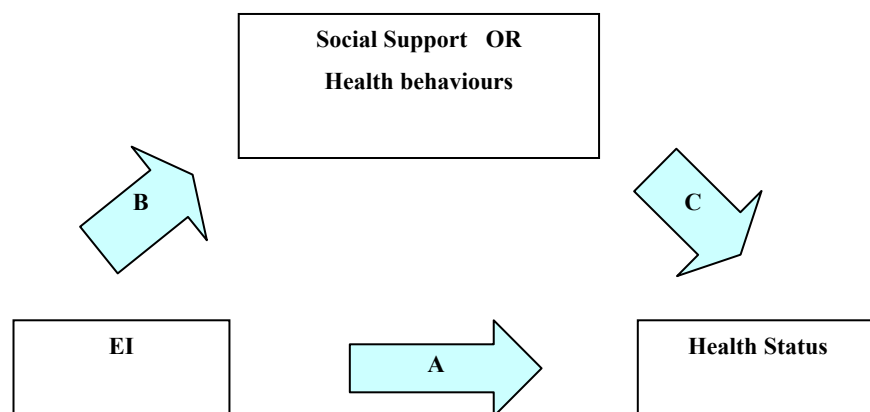 Social Support OR
Health behaviours
B
C
EI
A
Health Status